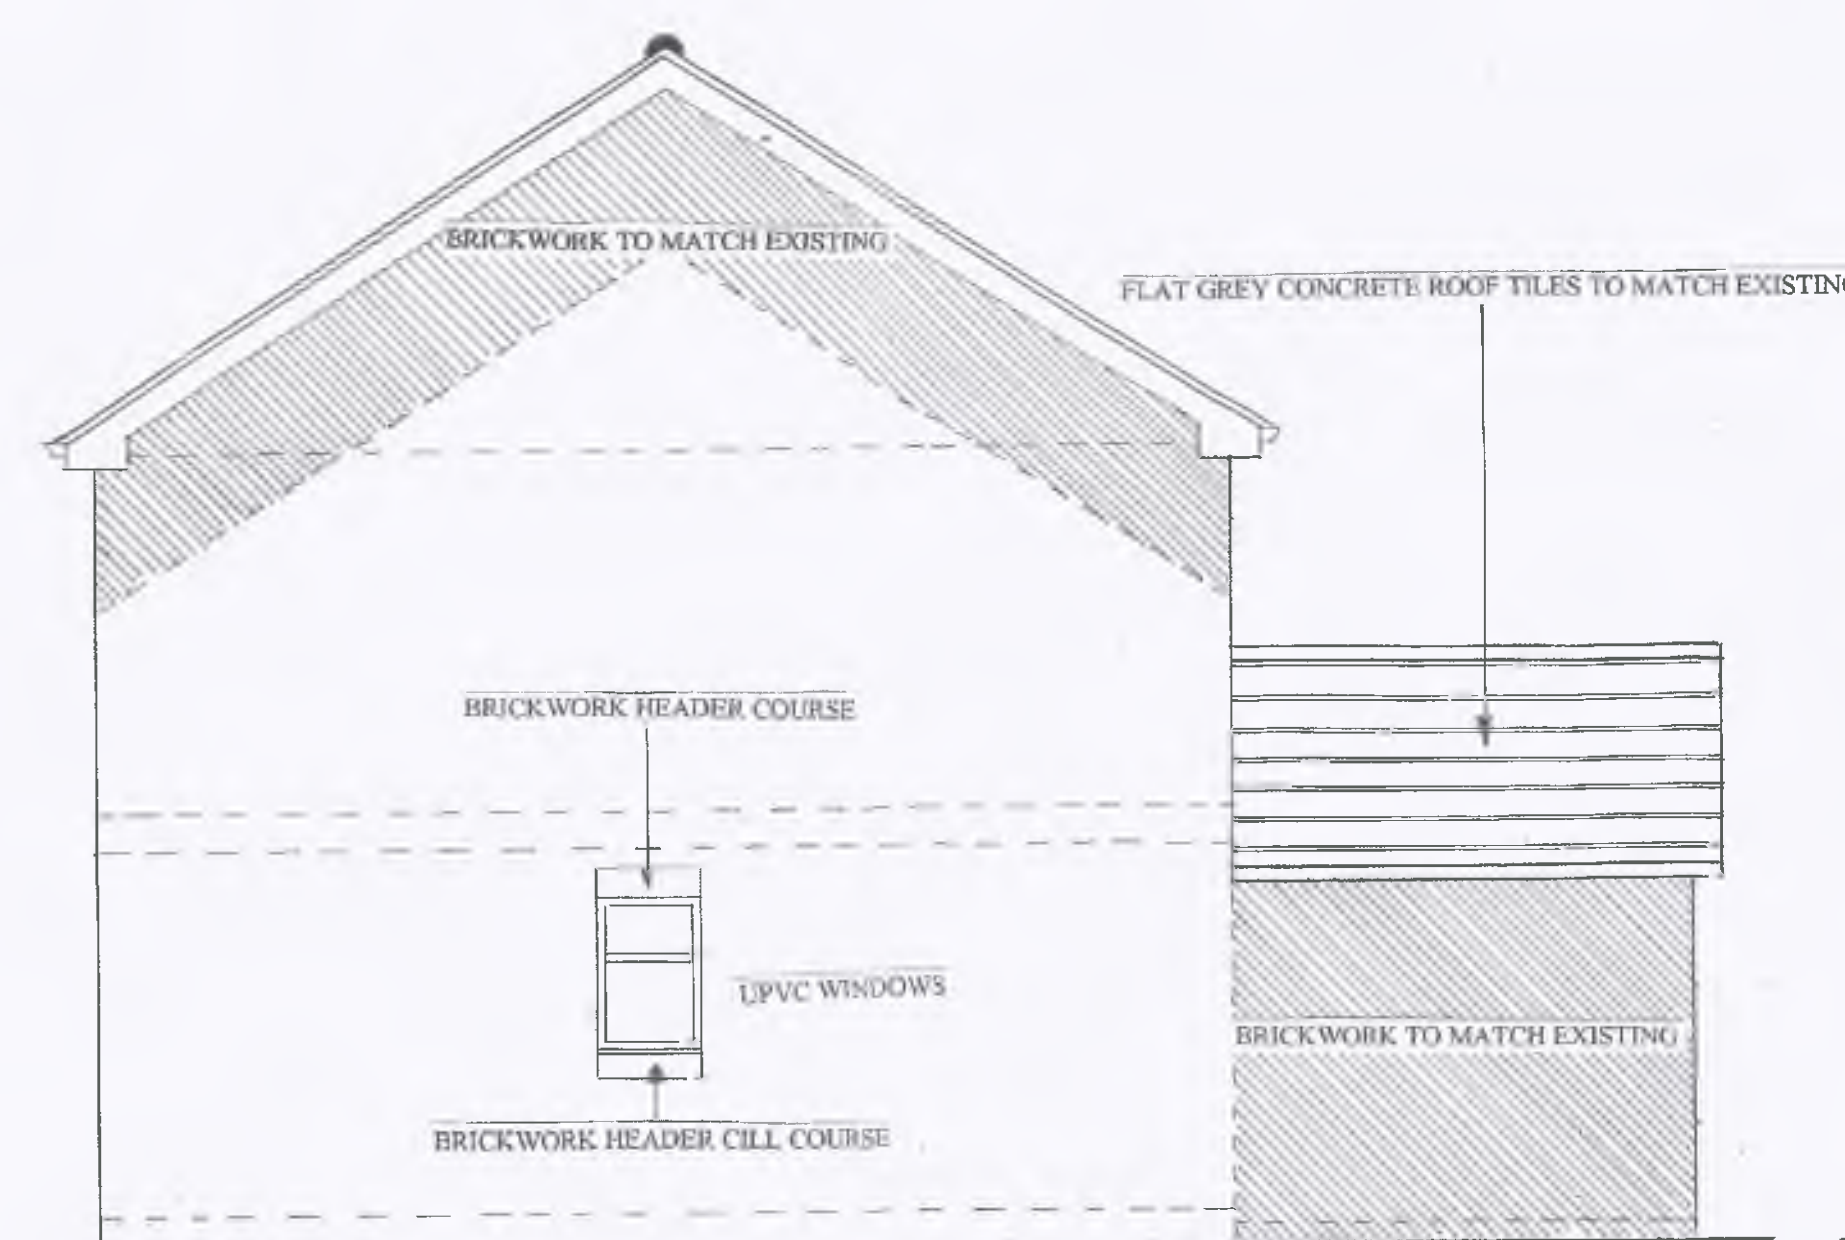 BRICKWORK TO MATCH EXISTING
FLAT GREY CONCRETE ROOF TILES TO MATCH EXISTING
BRICKWORK HEADER COURSE
UPVC WINDOWS
BRICKWORK TO MATCH EXISTING
BRICKWORK HEADER CILL COURSE